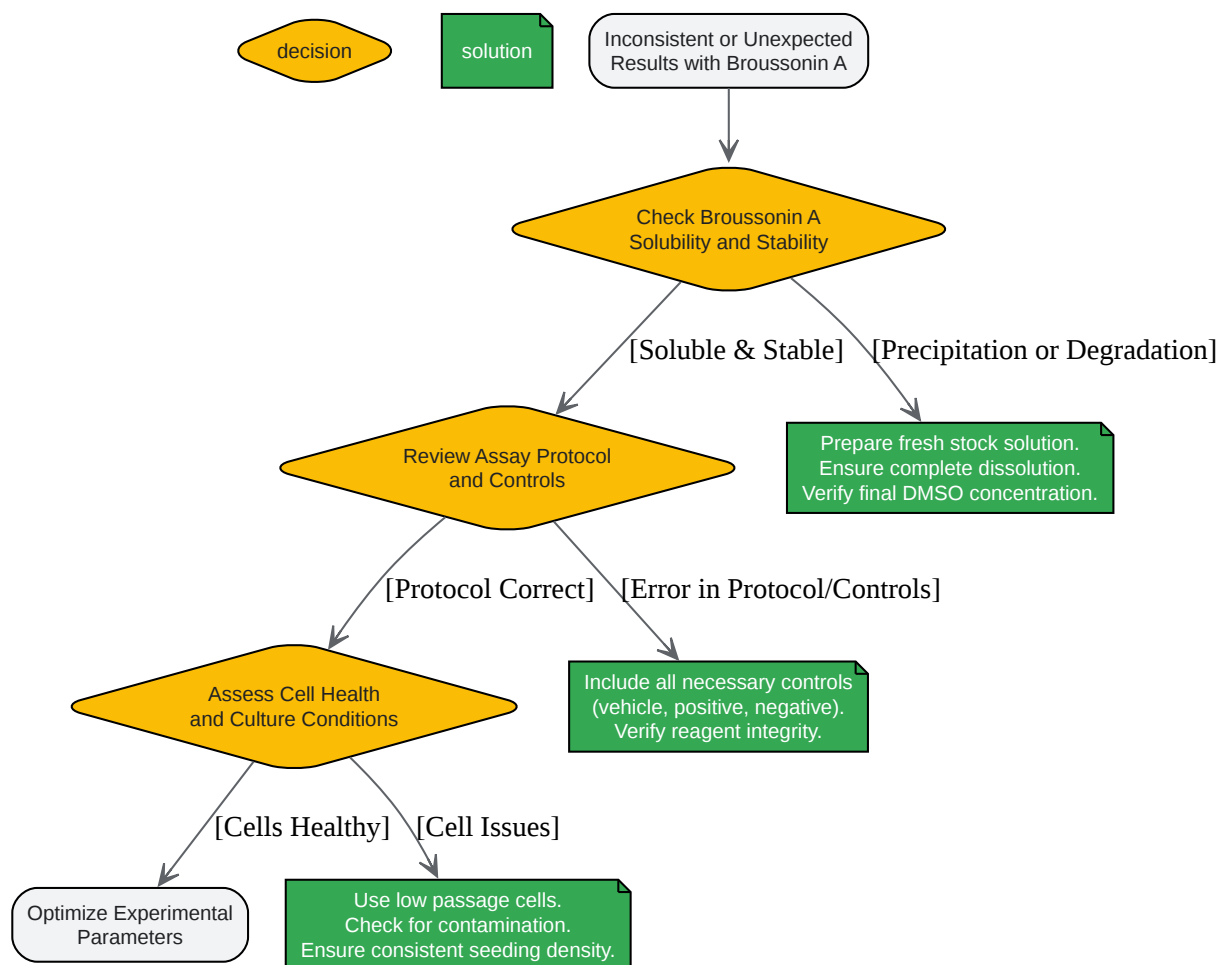 decision
solution
Inconsistent or Unexpected
Results with Broussonin A
Check Broussonin A
Solubility and Stability
[Soluble & Stable]
[Precipitation or Degradation]
Review Assay Protocol
and Controls
Prepare fresh stock solution.
Ensure complete dissolution.
Verify final DMSO concentration.
[Protocol Correct]
[Error in Protocol/Controls]
Assess Cell Health
and Culture Conditions
Include all necessary controls
(vehicle, positive, negative).
Verify reagent integrity.
[Cells Healthy]
[Cell Issues]
Optimize Experimental
Parameters
Use low passage cells.
Check for contamination.
Ensure consistent seeding density.